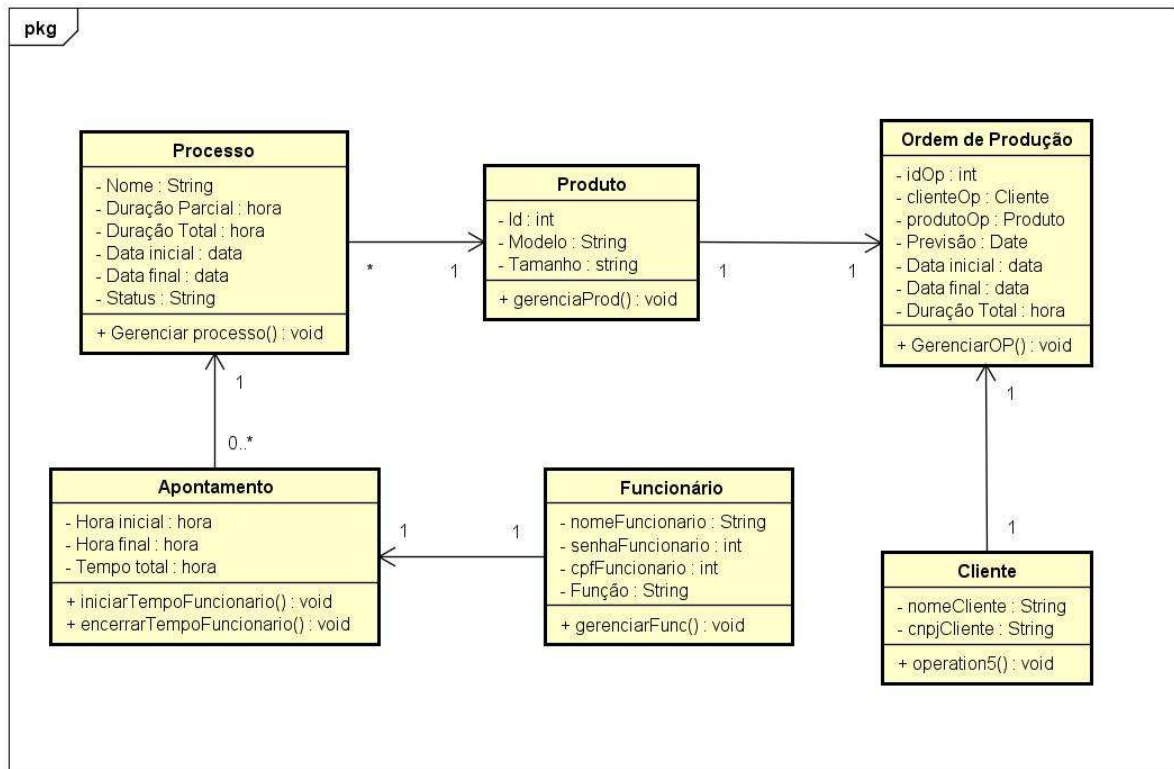 pkg
Processo
- Nome : String
- Duração Parcial : hora
- Duração Total : hora
- Data inicial : data
- Data final : data
- Status : String
+ Gerenciar processo() : void
*
1
Produto
- Id : int
- Modelo : String
- Tamanho : string
+ gerenciaProd() : void
1
1
Ordem de Produção
- idOp : int
- clienteOp : Cliente
- produtoOp : Produto
- Previsão : Date
- Data inicial : data
- Data final : data
- Duração Total : hora
+ GerenciarOP() : void
1
0..*
Apontamento
- Hora inicial : hora
- Hora final : hora
- Tempo total : hora
+ iniciarTempoFuncionario() : void
+ encerrarTempoFuncionario() : void
1
1
Funcionário
- nomeFuncionario : String
- senhaFuncionario : int
- cpfFuncionario : int
- Função : String
+ gerenciarFunc() : void
1
1
Cliente
- nomeCliente : String
- cnpjCliente : String
+ operation5() : void